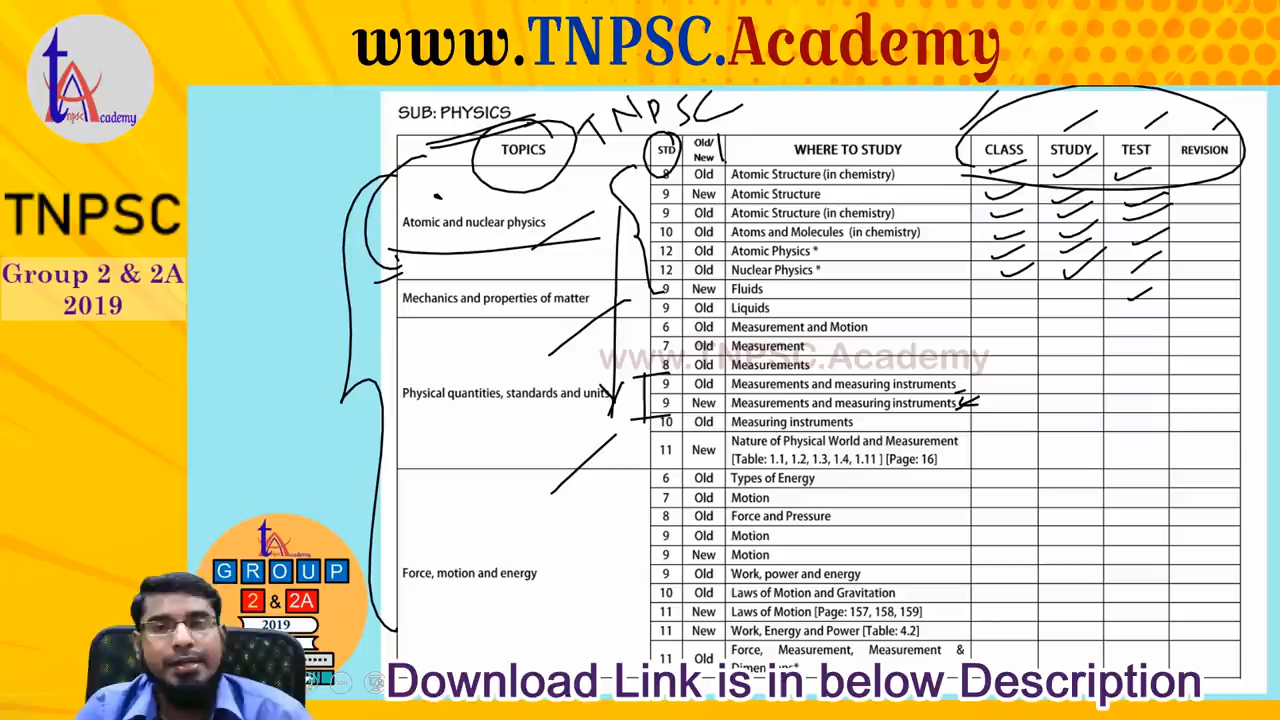 www.TNPSC.Academy
tA
npsc
cademy
TNPSC
Group 2 & 2A
2019
SUB: PHYSICS
TNPSC
TOPICS STD Old/New WHERE TO STUDY CLASS STUDY TEST REVISION
Atomic and nuclear physics
8 Old Atomic Structure (in chemistry)
9 New Atomic Structure
9 Old Atomic Structure (in chemistry)
10 Old Atoms and Molecules (in chemistry)
12 Old Atomic Physics *
12 Old Nuclear Physics *
Mechanics and properties of matter
9 New Fluids
9 Old Liquids
Physical quantities, standards and units
6 Old Measurement and Motion
7 Old Measurement
www.TNPSC.Academy
8 Old Measurements
9 Old Measurements and measuring instruments
9 New Measurements and measuring instruments
10 Old Measuring instruments
11 New Nature of Physical World and Measurement
[Table: 1.1, 1.2, 1.3, 1.4, 1.11 ] [Page: 16]
Force, motion and energy
6 Old Types of Energy
7 Old Motion
8 Old Force and Pressure
9 Old Motion
9 New Motion
9 Old Work, power and energy
10 Old Laws of Motion and Gravitation
11 New Laws of Motion [Page: 157, 158, 159]
11 New Work, Energy and Power [Table: 4.2]
11 Old Force, Measurement, Measurement &
tA
cademy
GROUP
2 & 2A
2019
Download Link is in below Description